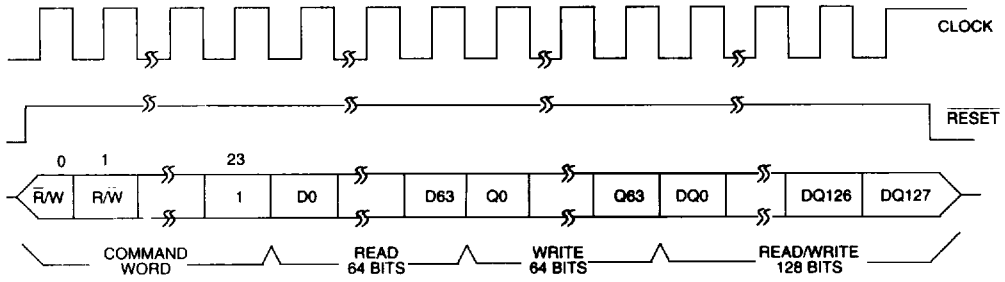 CLOCK
R̅E̅S̅E̅T̅
0 1 23
R̅/W R/W̅ 1 D0 D63 Q0 Q63 DQ0 DQ126 DQ127
COMMAND READ WRITE READ/WRITE
WORD 64 BITS 64 BITS 128 BITS